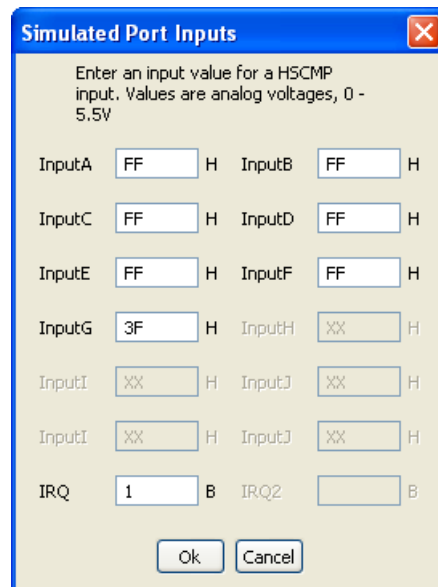 Simulated Port Inputs
Enter an input value for a HSCMP
input. Values are analog voltages, 0 -
5.5V
InputA FF H InputB FF H
InputC FF H InputD FF H
InputE FF H InputF FF H
InputG 3F H InputH XX H
InputI XX H InputJ XX H
InputI XX H InputJ XX H
IRQ 1 B IRQ2 B
Ok Cancel